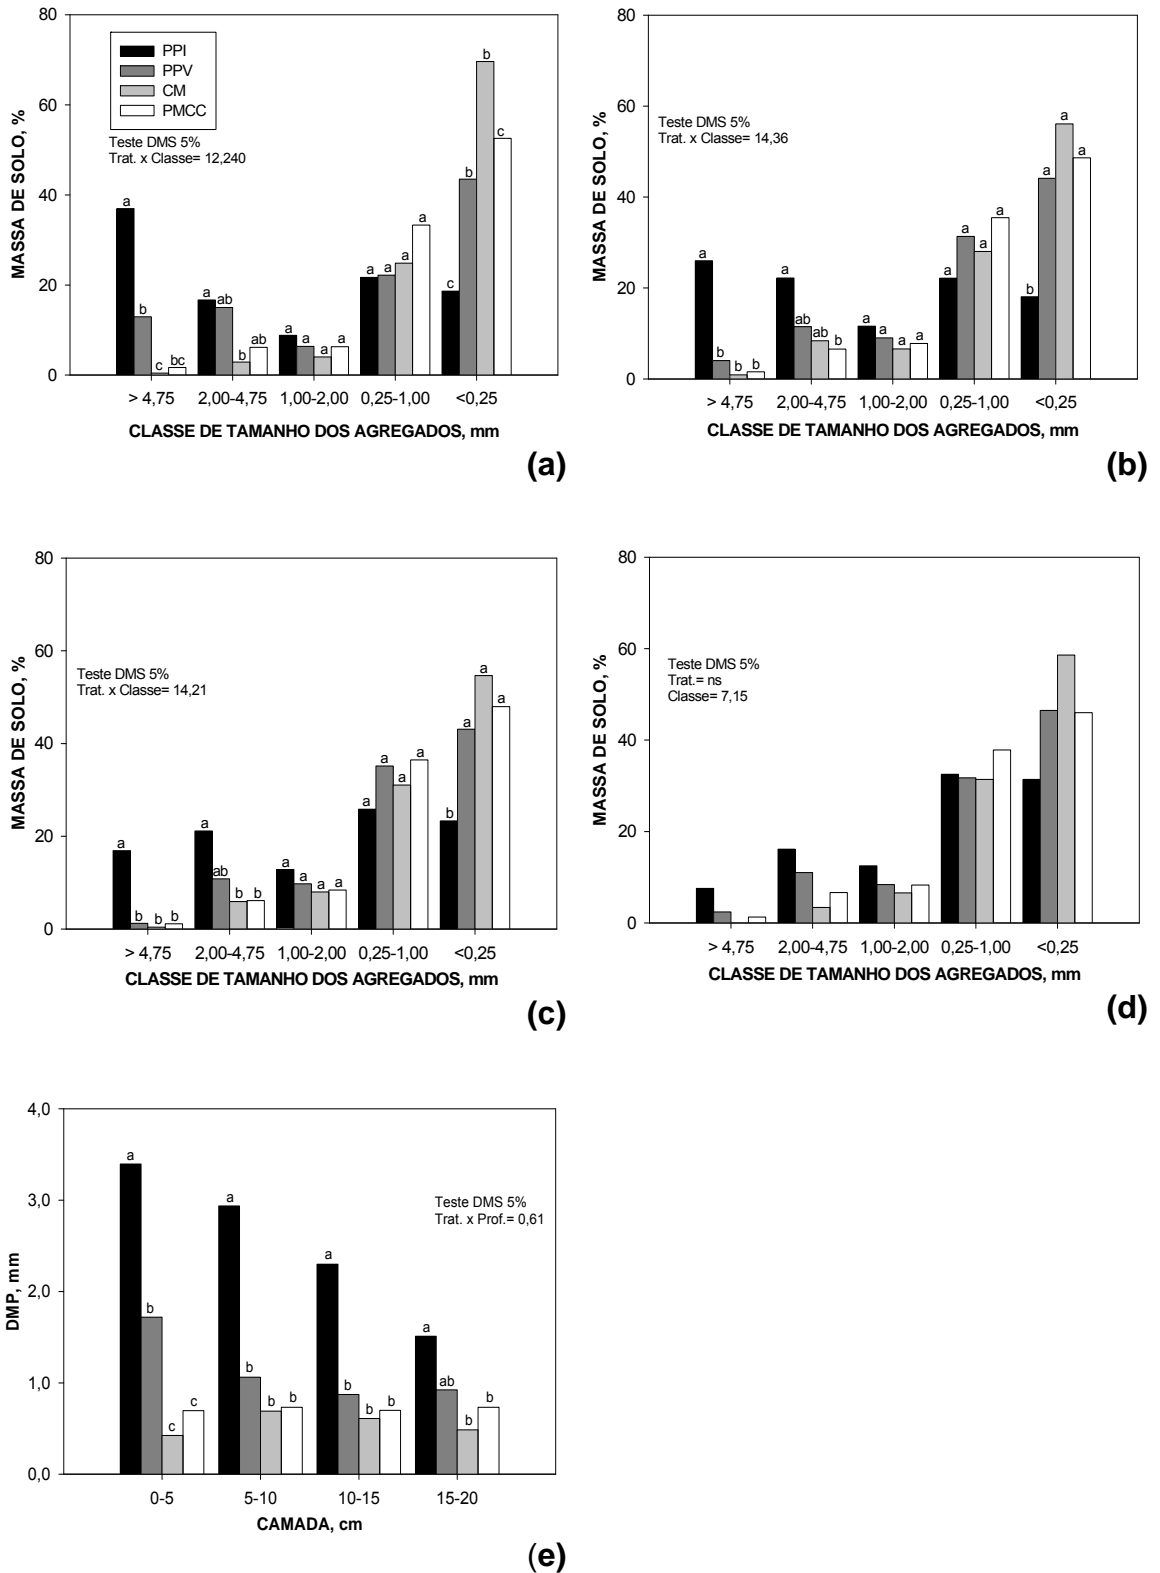 80
60
40
20
0
MASSA DE SOLO, %
PPI
PPV
CM
PMCC
Teste DMS 5%
Trat. x Classe= 12,240
a
b
c
bc
a
ab
b
ab
a
a
a
a
a
a
a
a
c
b
b
c
> 4,75
2,00-4,75
1,00-2,00
0,25-1,00
<0,25
CLASSE DE TAMANHO DOS AGREGADOS, mm
(a)
80
60
40
20
0
MASSA DE SOLO, %
Teste DMS 5%
Trat. x Classe= 14,36
a
b
b
b
a
ab
ab
b
a
a
a
a
a
a
a
a
b
a
a
a
> 4,75
2,00-4,75
1,00-2,00
0,25-1,00
<0,25
CLASSE DE TAMANHO DOS AGREGADOS, mm
(b)
80
60
40
20
0
MASSA DE SOLO, %
Teste DMS 5%
Trat. x Classe= 14,21
a
b
b
b
a
ab
b
b
a
a
a
a
a
a
a
a
b
a
a
a
> 4,75
2,00-4,75
1,00-2,00
0,25-1,00
<0,25
CLASSE DE TAMANHO DOS AGREGADOS, mm
(c)
80
60
40
20
0
MASSA DE SOLO, %
Teste DMS 5%
Trat.= ns
Classe= 7,15
> 4,75
2,00-4,75
1,00-2,00
0,25-1,00
<0,25
CLASSE DE TAMANHO DOS AGREGADOS, mm
(d)
4,0
3,0
2,0
1,0
0,0
DMP, mm
Teste DMS 5%
Trat. x Prof.= 0,61
a
b
c
c
a
b
b
b
a
b
b
b
a
ab
b
b
0-5
5-10
10-15
15-20
CAMADA, cm
(e)